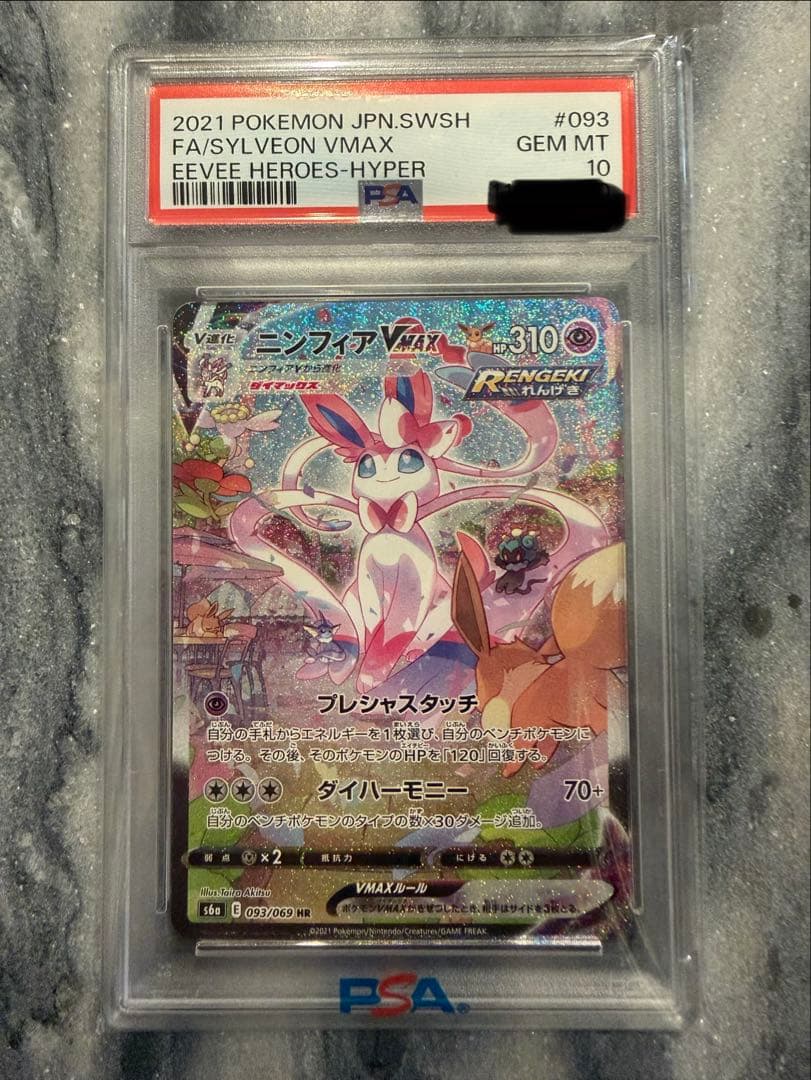 2021 POKEMON JPN.SWSH #093
FA/SYLVEON VMAX GEM MT
EEVEE HEROES-HYPER 10
PSA
V進化 ニンフィアVMAX HP310
ニンフィアVから進化
ダイマックス
RENGEKI
れんげき
プレシャスタッチ
自分の手札からエネルギーを1枚選び、自分のベンチポケモンに
つける。その後、そのポケモンのHPを「120」回復する。
ダイハーモニー 70+
自分のベンチポケモンのタイプの数×30ダメージ追加。
弱点 ×2 抵抗力 にげる
Illus.Taira Akitsu
VMAXルール
s6a E 093/069 HR ポケモンVMAXがきぜつしたとき、相手はサイドを3枚とる。
©2021 Pokémon/Nintendo/Creatures/GAME FREAK
PSA®